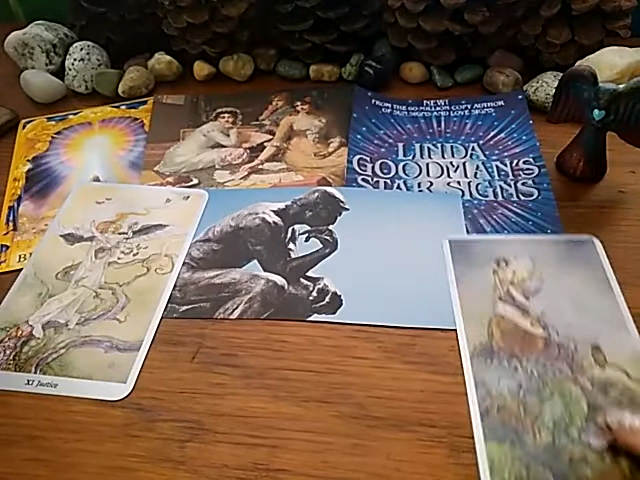 NEW!
FROM THE 60-MILLION COPY AUTHOR
OF SUN SIGNS AND LOVE SIGNS
LINDA
GOODMAN'S
STAR SIGNS
XI Justice